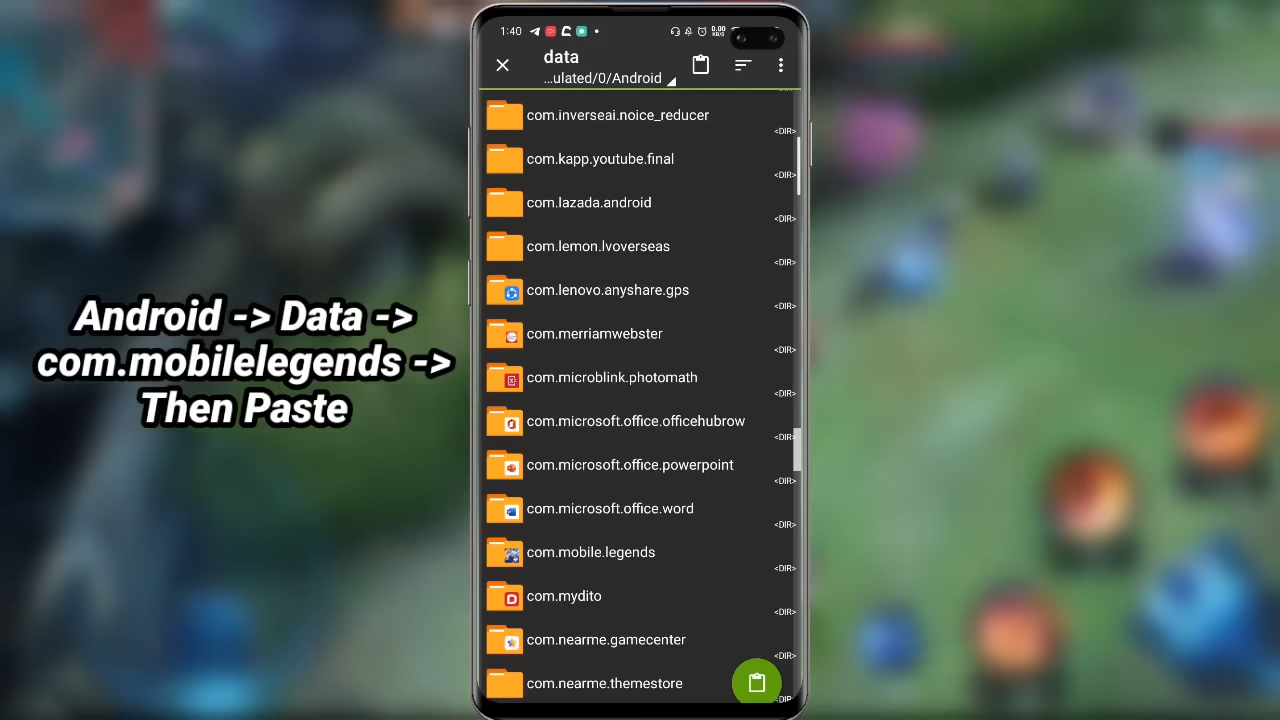 Android -> Data ->
com.mobilelegends ->
Then Paste
1:40
0.00
KB/s
data
...ulated/0/Android
com.inverseai.noice_reducer
<DIR>
com.kapp.youtube.final
<DIR>
com.lazada.android
<DIR>
com.lemon.lvoverseas
<DIR>
com.lenovo.anyshare.gps
<DIR>
com.merriamwebster
<DIR>
com.microblink.photomath
<DIR>
com.microsoft.office.officehubrow
<DIR>
com.microsoft.office.powerpoint
<DIR>
com.microsoft.office.word
<DIR>
com.mobile.legends
<DIR>
com.mydito
<DIR>
com.nearme.gamecenter
<DIR>
com.nearme.themestore